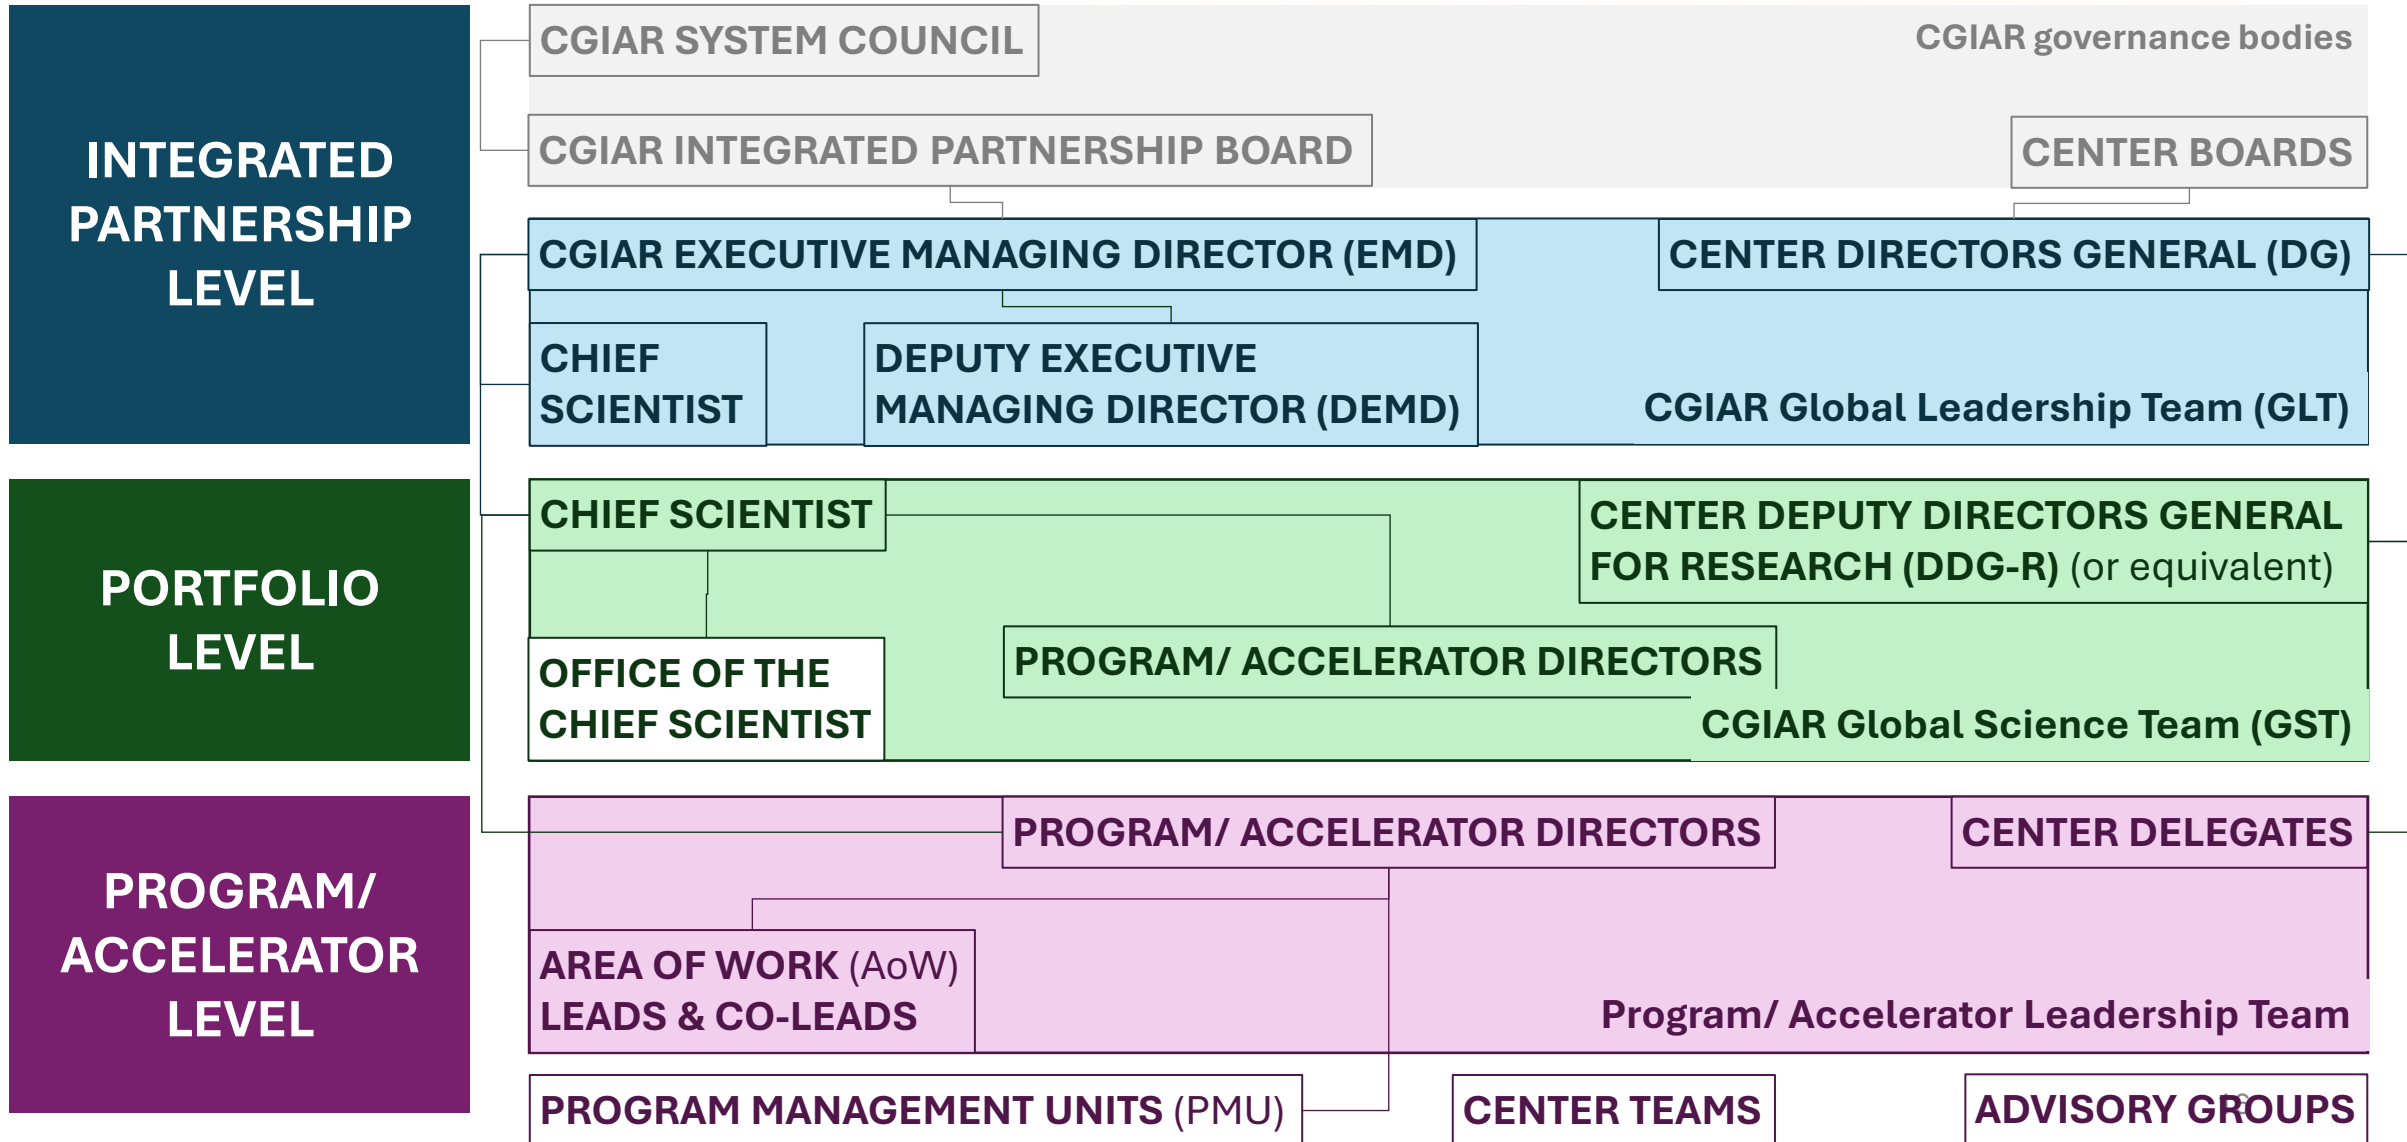 INTEGRATED
PARTNERSHIP
LEVEL
CGIAR SYSTEM COUNCIL
CGIAR governance bodies
CGIAR INTEGRATED PARTNERSHIP BOARD
CENTER BOARDS
CGIAR EXECUTIVE MANAGING DIRECTOR (EMD)
CENTER DIRECTORS GENERAL (DG)
CHIEF
SCIENTIST
DEPUTY EXECUTIVE
MANAGING DIRECTOR (DEMD)
CGIAR Global Leadership Team (GLT)
PORTFOLIO
LEVEL
CHIEF SCIENTIST
CENTER DEPUTY DIRECTORS GENERAL
FOR RESEARCH (DDG-R) (or equivalent)
OFFICE OF THE
CHIEF SCIENTIST
PROGRAM/ ACCELERATOR DIRECTORS
CGIAR Global Science Team (GST)
PROGRAM/
ACCELERATOR
LEVEL
PROGRAM/ ACCELERATOR DIRECTORS
CENTER DELEGATES
AREA OF WORK (AoW)
LEADS & CO-LEADS
Program/ Accelerator Leadership Team
PROGRAM MANAGEMENT UNITS (PMU)
CENTER TEAMS
ADVISORY GROUPS